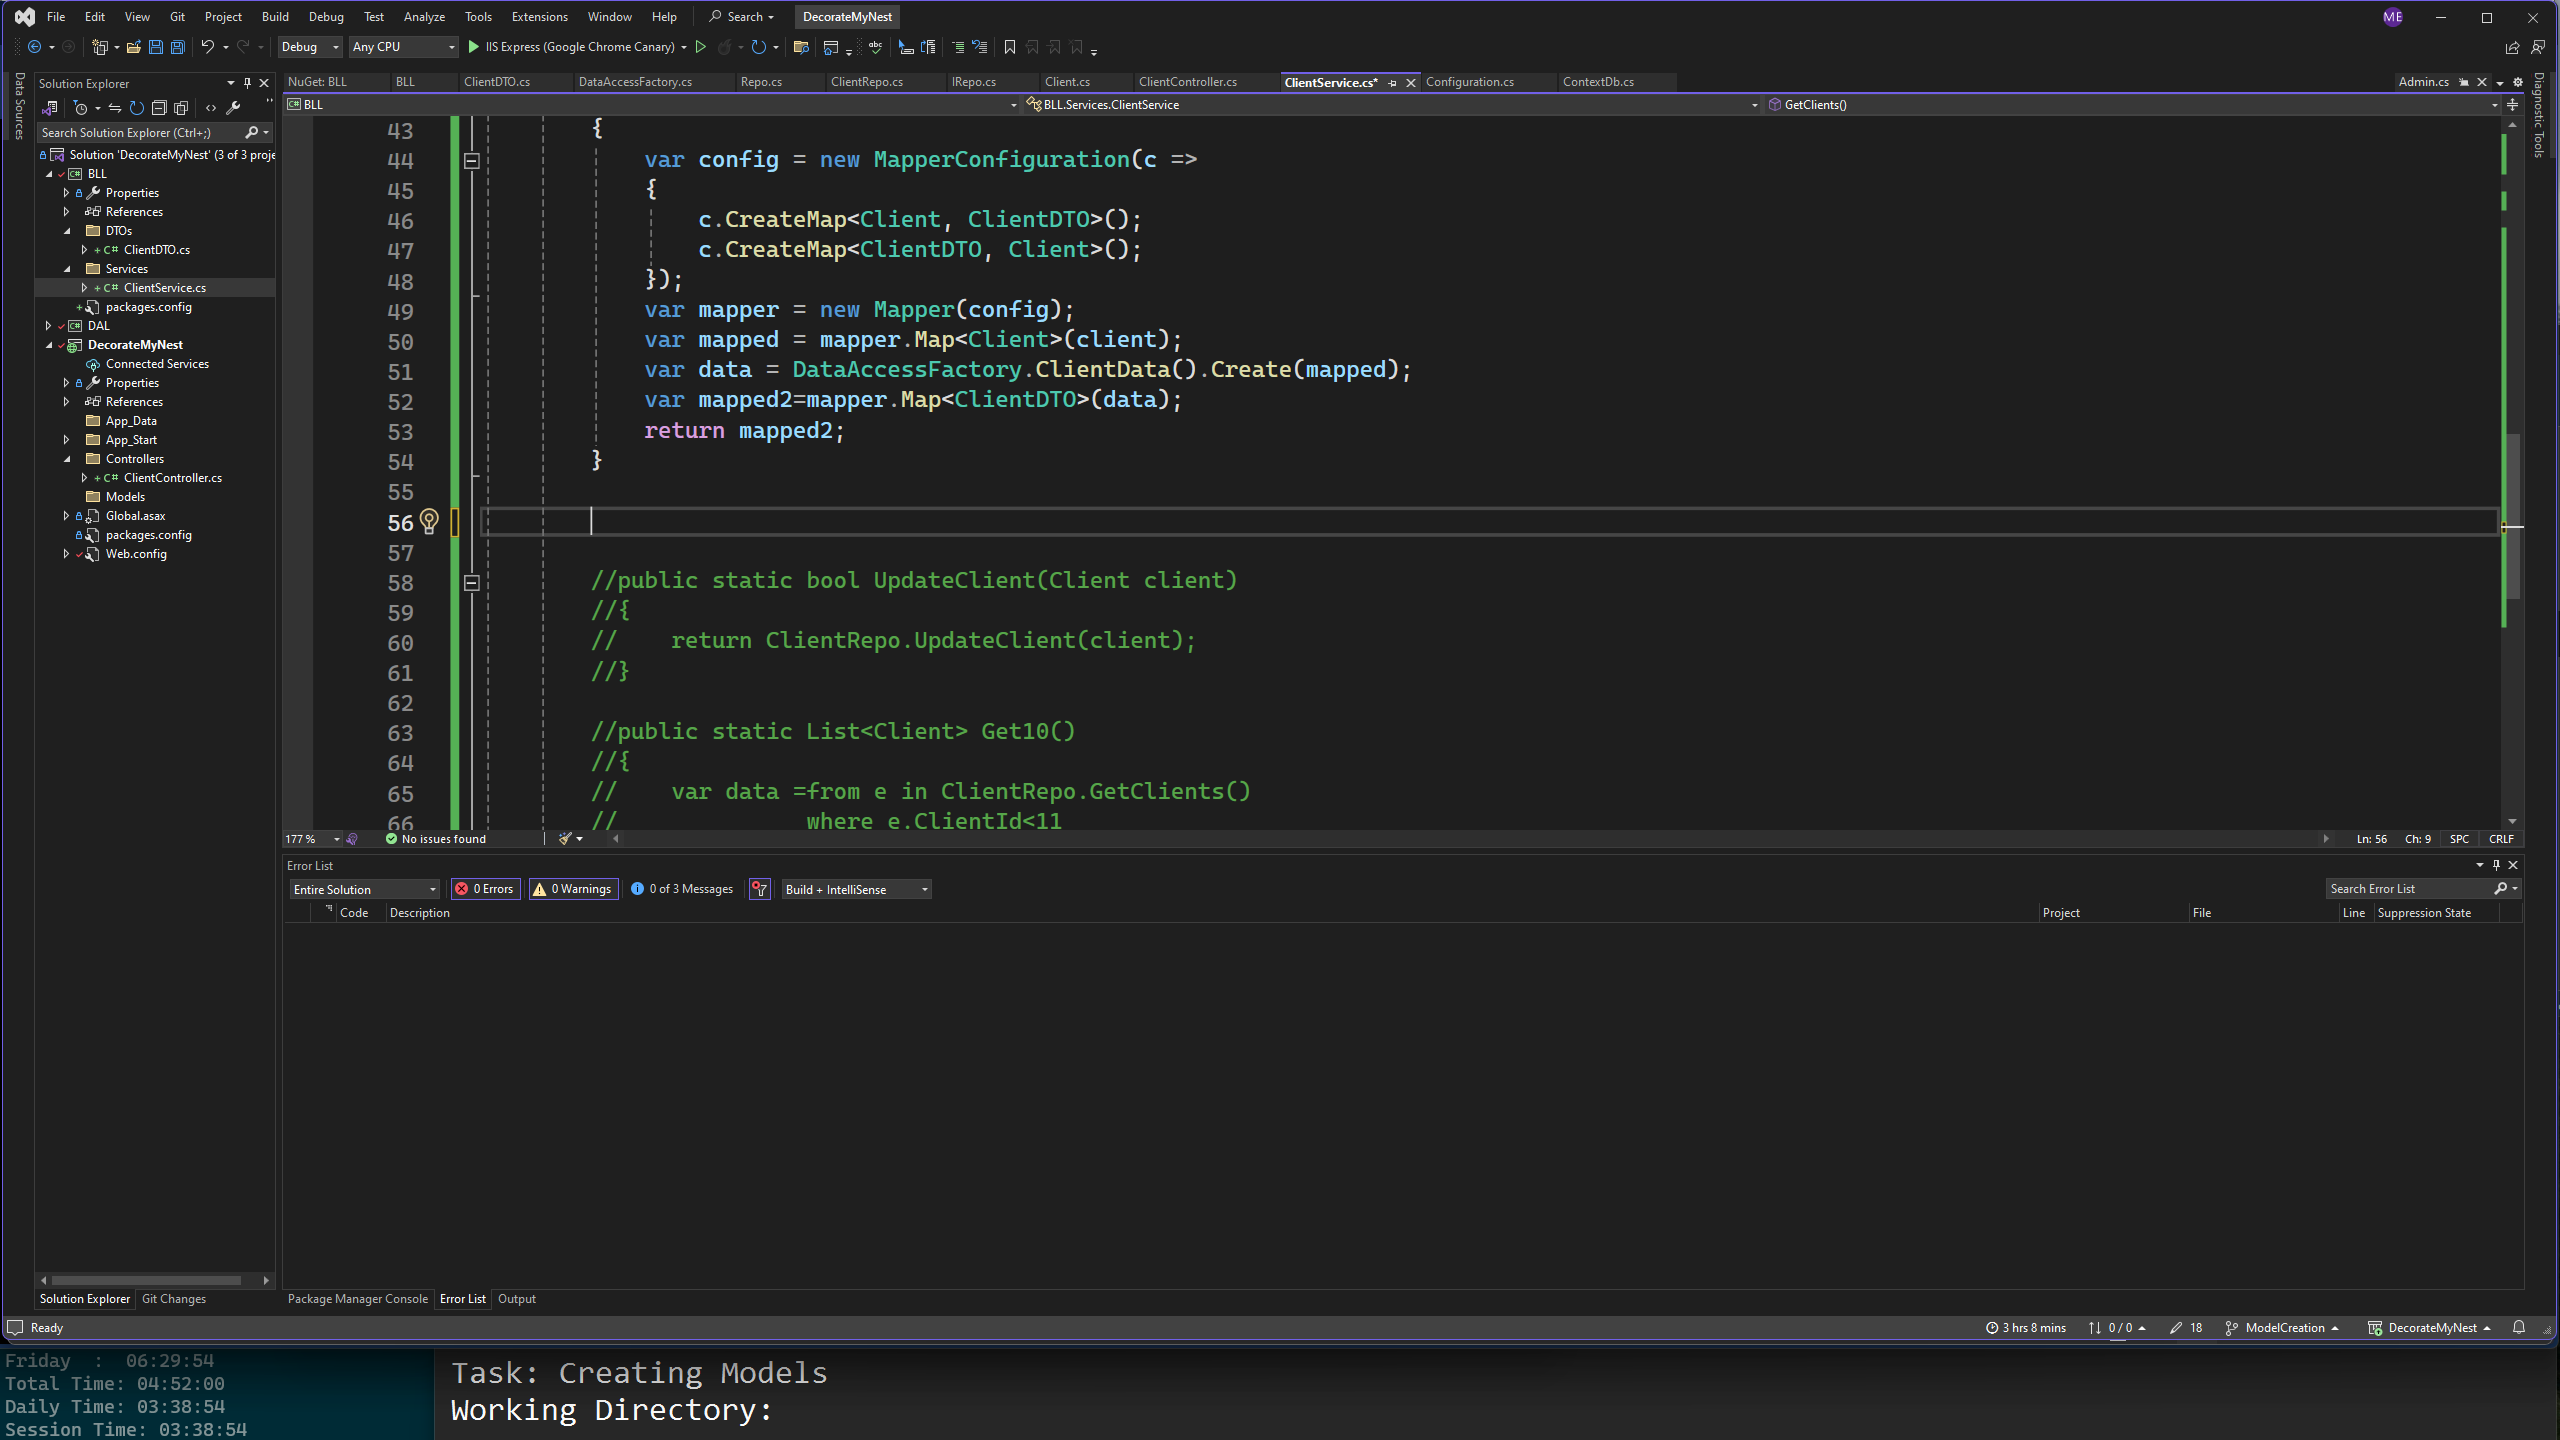 File Edit View Git Project Build Debug Test Analyze Tools Extensions Window Help Search DecorateMyNest ME
Debug Any CPU IIS Express (Google Chrome Canary)
Data Sources
Solution Explorer
Search Solution Explorer (Ctrl+;)
Solution 'DecorateMyNest' (3 of 3 proje
BLL
Properties
References
DTOs
C# ClientDTO.cs
Services
C# ClientService.cs
packages.config
DAL
DecorateMyNest
Connected Services
Properties
References
App_Data
App_Start
Controllers
C# ClientController.cs
Models
Global.asax
packages.config
Web.config
Solution Explorer Git Changes
NuGet: BLL BLL ClientDTO.cs DataAccessFactory.cs Repo.cs ClientRepo.cs IRepo.cs Client.cs ClientController.cs ClientService.cs* Configuration.cs ContextDb.cs Admin.cs
BLL BLL.Services.ClientService GetClients()
43 {
44 var config = new MapperConfiguration(c =>
45 {
46 c.CreateMap<Client, ClientDTO>();
47 c.CreateMap<ClientDTO, Client>();
48 });
49 var mapper = new Mapper(config);
50 var mapped = mapper.Map<Client>(client);
51 var data = DataAccessFactory.ClientData().Create(mapped);
52 var mapped2=mapper.Map<ClientDTO>(data);
53 return mapped2;
54 }
55
56
57
58 //public static bool UpdateClient(Client client)
59 //{
60 //    return ClientRepo.UpdateClient(client);
61 //}
62
63 //public static List<Client> Get10()
64 //{
65 //    var data =from e in ClientRepo.GetClients()
66 //              where e.ClientId<11
177 % No issues found Ln: 56 Ch: 9 SPC CRLF
Diagnostic Tools
Error List
Entire Solution 0 Errors 0 Warnings 0 of 3 Messages Build + IntelliSense Search Error List
Code Description Project File Line Suppression State
Package Manager Console Error List Output
Ready 3 hrs 8 mins 0 / 0 18 ModelCreation DecorateMyNest
Friday  :  06:29:54
Total Time: 04:52:00
Daily Time: 03:38:54
Session Time: 03:38:54
Task: Creating Models
Working Directory: